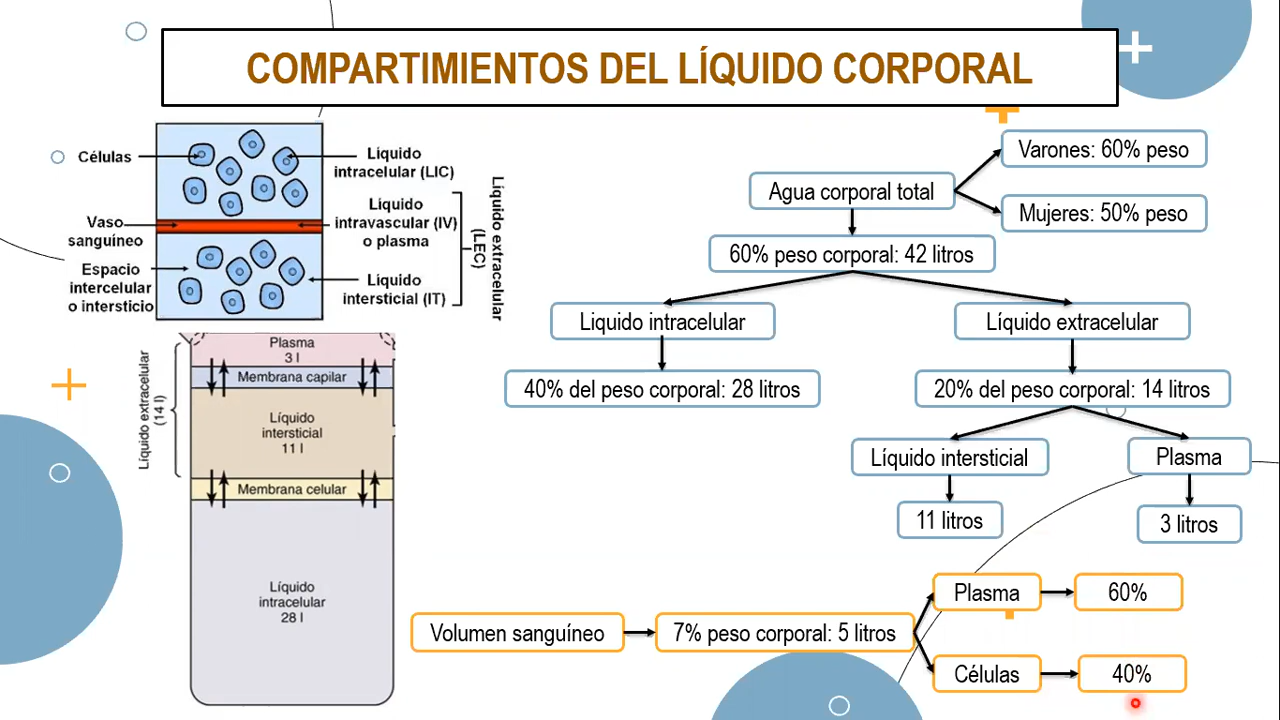 COMPARTIMIENTOS DEL LÍQUIDO CORPORAL
Células
Vaso
sanguíneo
Espacio
intercelular
o intersticio
Líquido
intracelular (LIC)
Líquido
intravascular (IV)
o plasma
Líquido
intersticial (IT)
Líquido extracelular
(LEC)
Líquido extracelular
(14 l)
Plasma
3 l
Membrana capilar
Líquido
intersticial
11 l
Membrana celular
Líquido
intracelular
28 l
Agua corporal total
Varones: 60% peso
Mujeres: 50% peso
60% peso corporal: 42 litros
Liquido intracelular
Líquido extracelular
40% del peso corporal: 28 litros
20% del peso corporal: 14 litros
Líquido intersticial
Plasma
11 litros
3 litros
Volumen sanguíneo
7% peso corporal: 5 litros
Plasma
60%
Células
40%